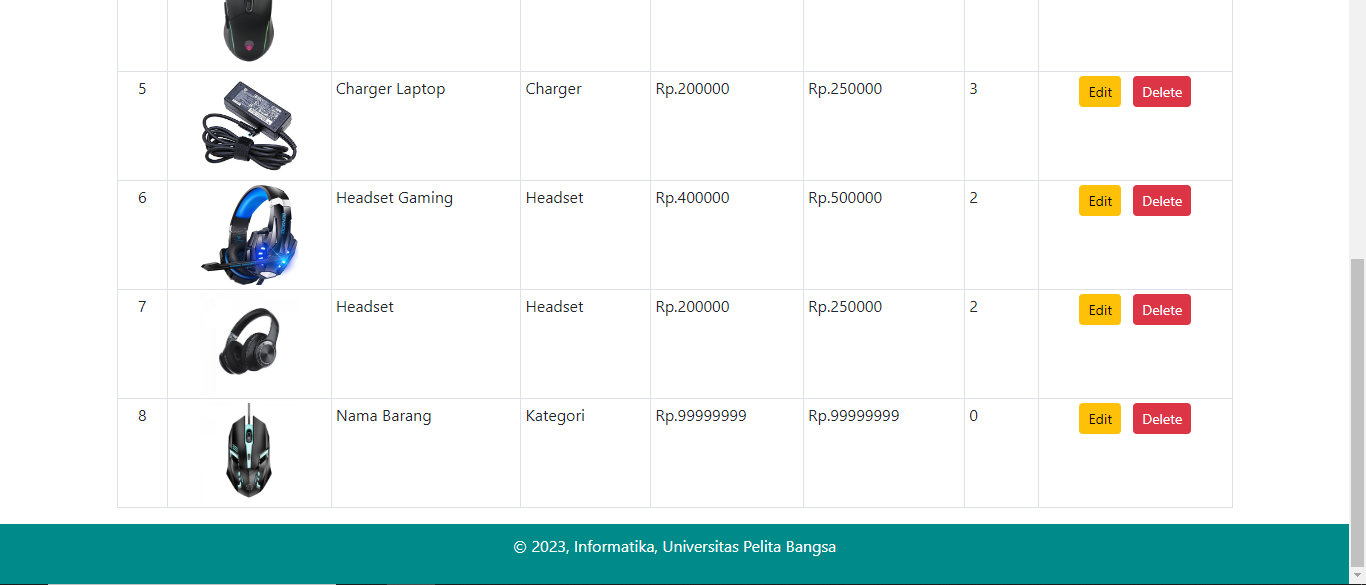 5 Charger Laptop Charger Rp.200000 Rp.250000 3 Edit Delete
6 Headset Gaming Headset Rp.400000 Rp.500000 2 Edit Delete
7 Headset Headset Rp.200000 Rp.250000 2 Edit Delete
8 Nama Barang Kategori Rp.99999999 Rp.99999999 0 Edit Delete
© 2023, Informatika, Universitas Pelita Bangsa